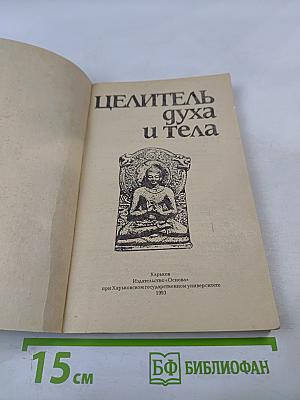 ЦЕЛИТЕЛЬ
духа
и тела
Харьков
Издательство «Основа»
при Харьковском государственном университете
1993
15 см
БФ БИБЛИОФАН